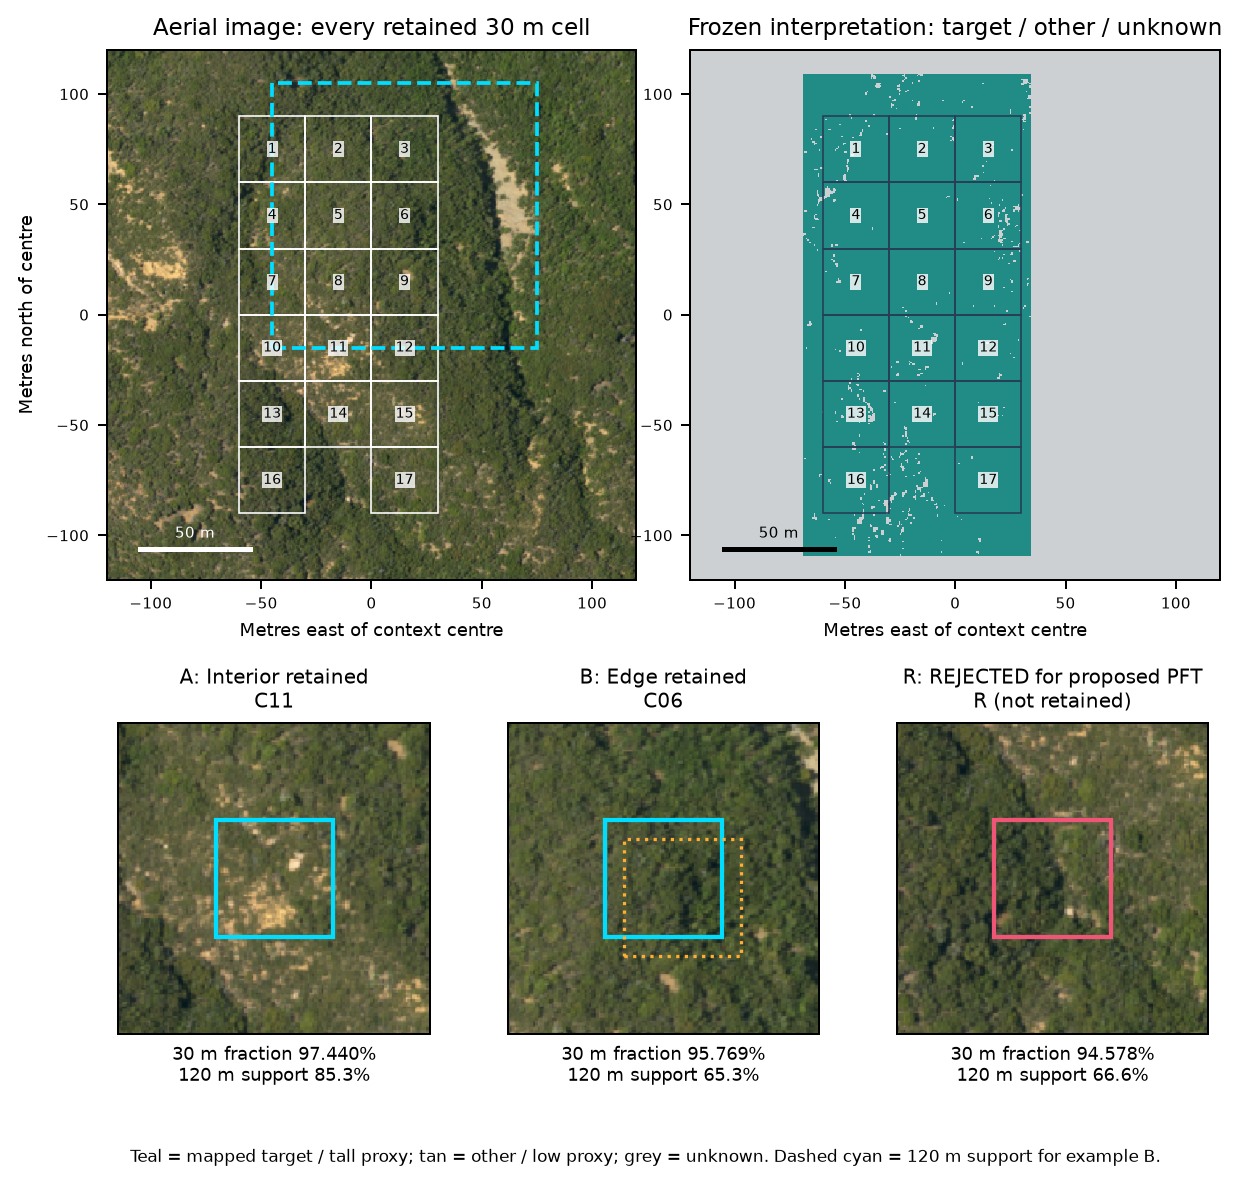 Aerial image: every retained 30 m cell
Frozen interpretation: target / other / unknown
Metres north of centre
100
50
0
−50
−100
1
2
3
4
5
6
7
8
9
10
11
12
13
14
15
16
17
50 m
−100
−50
0
50
100
Metres east of context centre
100
50
0
−50
−100
1
2
3
4
5
6
7
8
9
10
11
12
13
14
15
16
17
50 m
−100
−50
0
50
100
Metres east of context centre
A: Interior retained
C11
30 m fraction 97.440%
120 m support 85.3%
B: Edge retained
C06
30 m fraction 95.769%
120 m support 65.3%
R: REJECTED for proposed PFT
R (not retained)
30 m fraction 94.578%
120 m support 66.6%
Teal = mapped target / tall proxy; tan = other / low proxy; grey = unknown. Dashed cyan = 120 m support for example B.